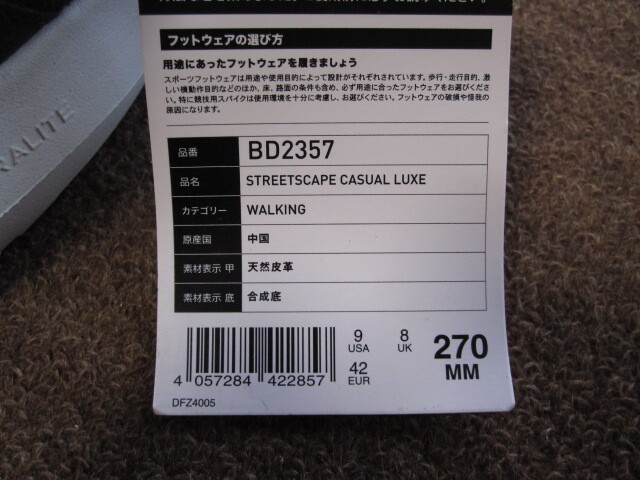 フットウェアの選び方
用途にあったフットウェアを履きましょう
スポーツフットウェアは用途や使用目的によって設計がそれぞれされています。歩行・走行目的、激
しい機動作目的などのほか、床、路面の条件も含め、必ず用途に合ったフットウェアをお選びくださ
い。特に競技用スパイクは使用環境を十分に考慮し、お選びください。フットウェアの破損や怪我の
原因になります。
品番 BD2357
品名 STREETSCAPE CASUAL LUXE
カテゴリー WALKING
原産国 中国
素材表示 甲 天然皮革
素材表示 底 合成底
9 USA 8 UK 270 MM
42 EUR
4 057284 422857
DFZ4005
RALITE